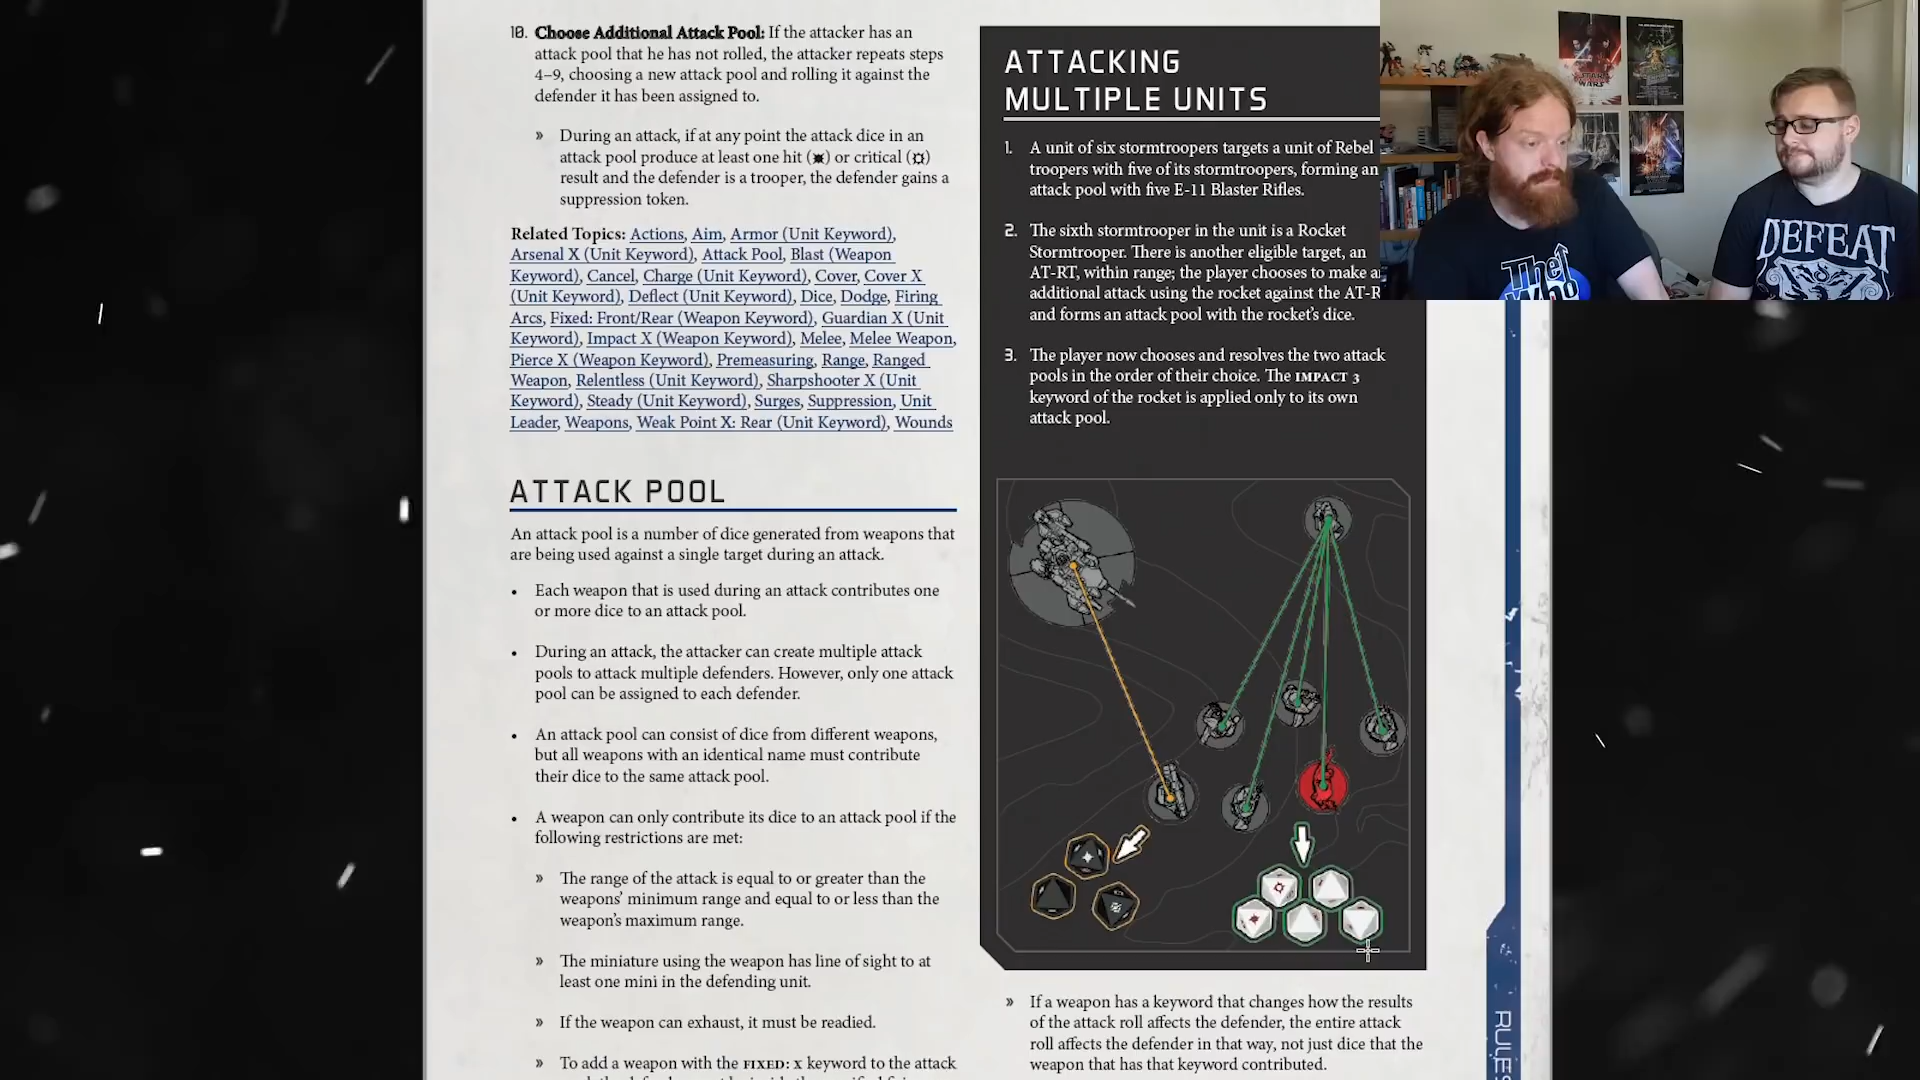 10. Choose Additional Attack Pool: If the attacker has an
attack pool that he has not rolled, the attacker repeats steps
4–9, choosing a new attack pool and rolling it against the
defender it has been assigned to.
» During an attack, if at any point the attack dice in an
attack pool produce at least one hit ( ) or critical ( )
result and the defender is a trooper, the defender gains a
suppression token.
Related Topics: Actions, Aim, Armor (Unit Keyword),
Arsenal X (Unit Keyword), Attack Pool, Blast (Weapon
Keyword), Cancel, Charge (Unit Keyword), Cover, Cover X
(Unit Keyword), Deflect (Unit Keyword), Dice, Dodge, Firing
Arcs, Fixed: Front/Rear (Weapon Keyword), Guardian X (Unit
Keyword), Impact X (Weapon Keyword), Melee, Melee Weapon,
Pierce X (Weapon Keyword), Premeasuring, Range, Ranged
Weapon, Relentless (Unit Keyword), Sharpshooter X (Unit
Keyword), Steady (Unit Keyword), Surges, Suppression, Unit
Leader, Weapons, Weak Point X: Rear (Unit Keyword), Wounds
ATTACK POOL
An attack pool is a number of dice generated from weapons that
are being used against a single target during an attack.
• Each weapon that is used during an attack contributes one
or more dice to an attack pool.
• During an attack, the attacker can create multiple attack
pools to attack multiple defenders. However, only one attack
pool can be assigned to each defender.
• An attack pool can consist of dice from different weapons,
but all weapons with an identical name must contribute
their dice to the same attack pool.
• A weapon can only contribute its dice to an attack pool if the
following restrictions are met:
» The range of the attack is equal to or greater than the
weapons' minimum range and equal to or less than the
weapon's maximum range.
» The miniature using the weapon has line of sight to at
least one mini in the defending unit.
» If the weapon can exhaust, it must be readied.
» To add a weapon with the FIXED: X keyword to the attack
ATTACKING
MULTIPLE UNITS
1. A unit of six stormtroopers targets a unit of Rebel
troopers with five of its stormtroopers, forming an
attack pool with five E-11 Blaster Rifles.
2. The sixth stormtrooper in the unit is a Rocket
Stormtrooper. There is another eligible target, an
AT-RT, within range; the player chooses to make a
additional attack using the rocket against the AT-R
and forms an attack pool with the rocket's dice.
3. The player now chooses and resolves the two attack
pools in the order of their choice. The IMPACT 3
keyword of the rocket is applied only to its own
attack pool.
» If a weapon has a keyword that changes how the results
of the attack roll affects the defender, the entire attack
roll affects the defender in that way, not just dice that the
weapon that has that keyword contributed.
RULES
STAR WARS
The Who
DEFEAT